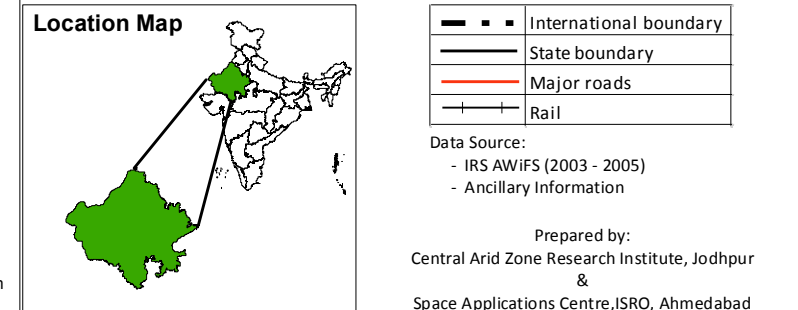 Location Map
International boundary
State boundary
Major roads
Rail
Data Source:
- IRS AWiFS (2003 - 2005)
- Ancillary Information
Prepared by:
Central Arid Zone Research Institute, Jodhpur
&
Space Applications Centre,ISRO, Ahmedabad